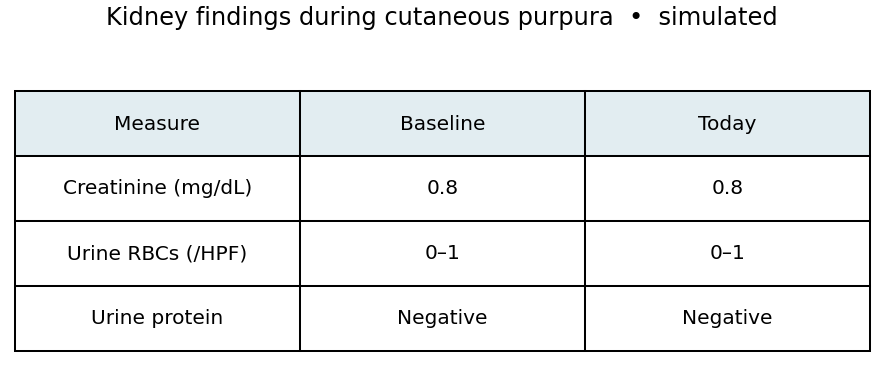 Kidney findings during cutaneous purpura • simulated
Measure Baseline Today
Creatinine (mg/dL) 0.8 0.8
Urine RBCs (/HPF) 0–1 0–1
Urine protein Negative Negative